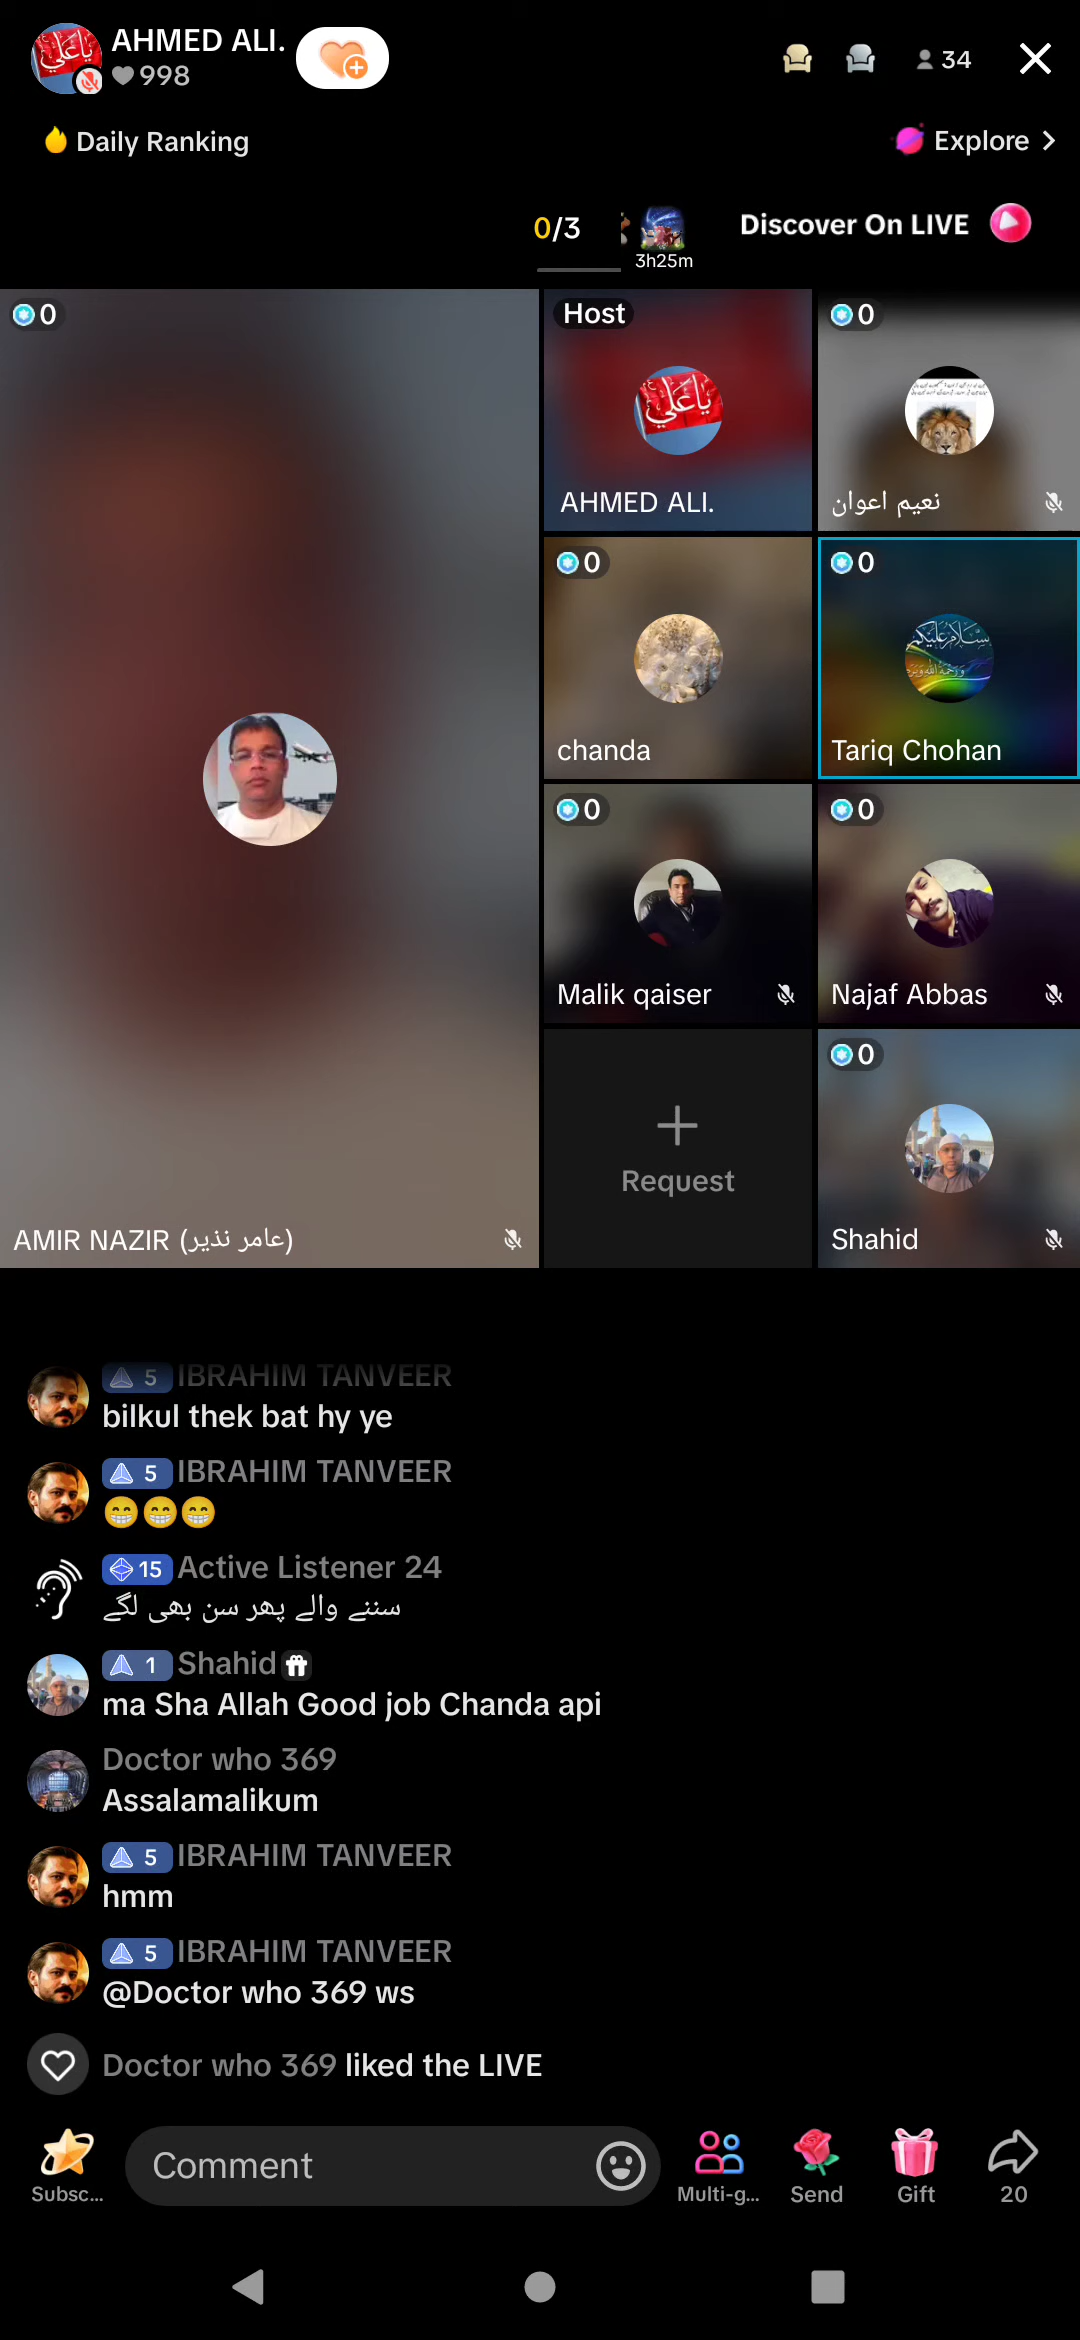 AHMED ALI.
998
34
Daily Ranking
Explore
0/3
3h25m
Discover On LIVE
0
Host
ياعلي
AHMED ALI.
0
نعیم اعوان
0
chanda
0
Tariq Chohan
0
Malik qaiser
0
Najaf Abbas
AMIR NAZIR (عامر نذیر)
Request
0
Shahid
5 IBRAHIM TANVEER
bilkul thek bat hy ye
5 IBRAHIM TANVEER
😁😁😁
15 Active Listener 24
سننے والے پھر سن بھی لگے
1 Shahid
ma Sha Allah Good job Chanda api
Doctor who 369
Assalamalikum
5 IBRAHIM TANVEER
hmm
5 IBRAHIM TANVEER
@Doctor who 369 ws
Doctor who 369 liked the LIVE
Subsc...
Comment
Multi-g...
Send
Gift
20